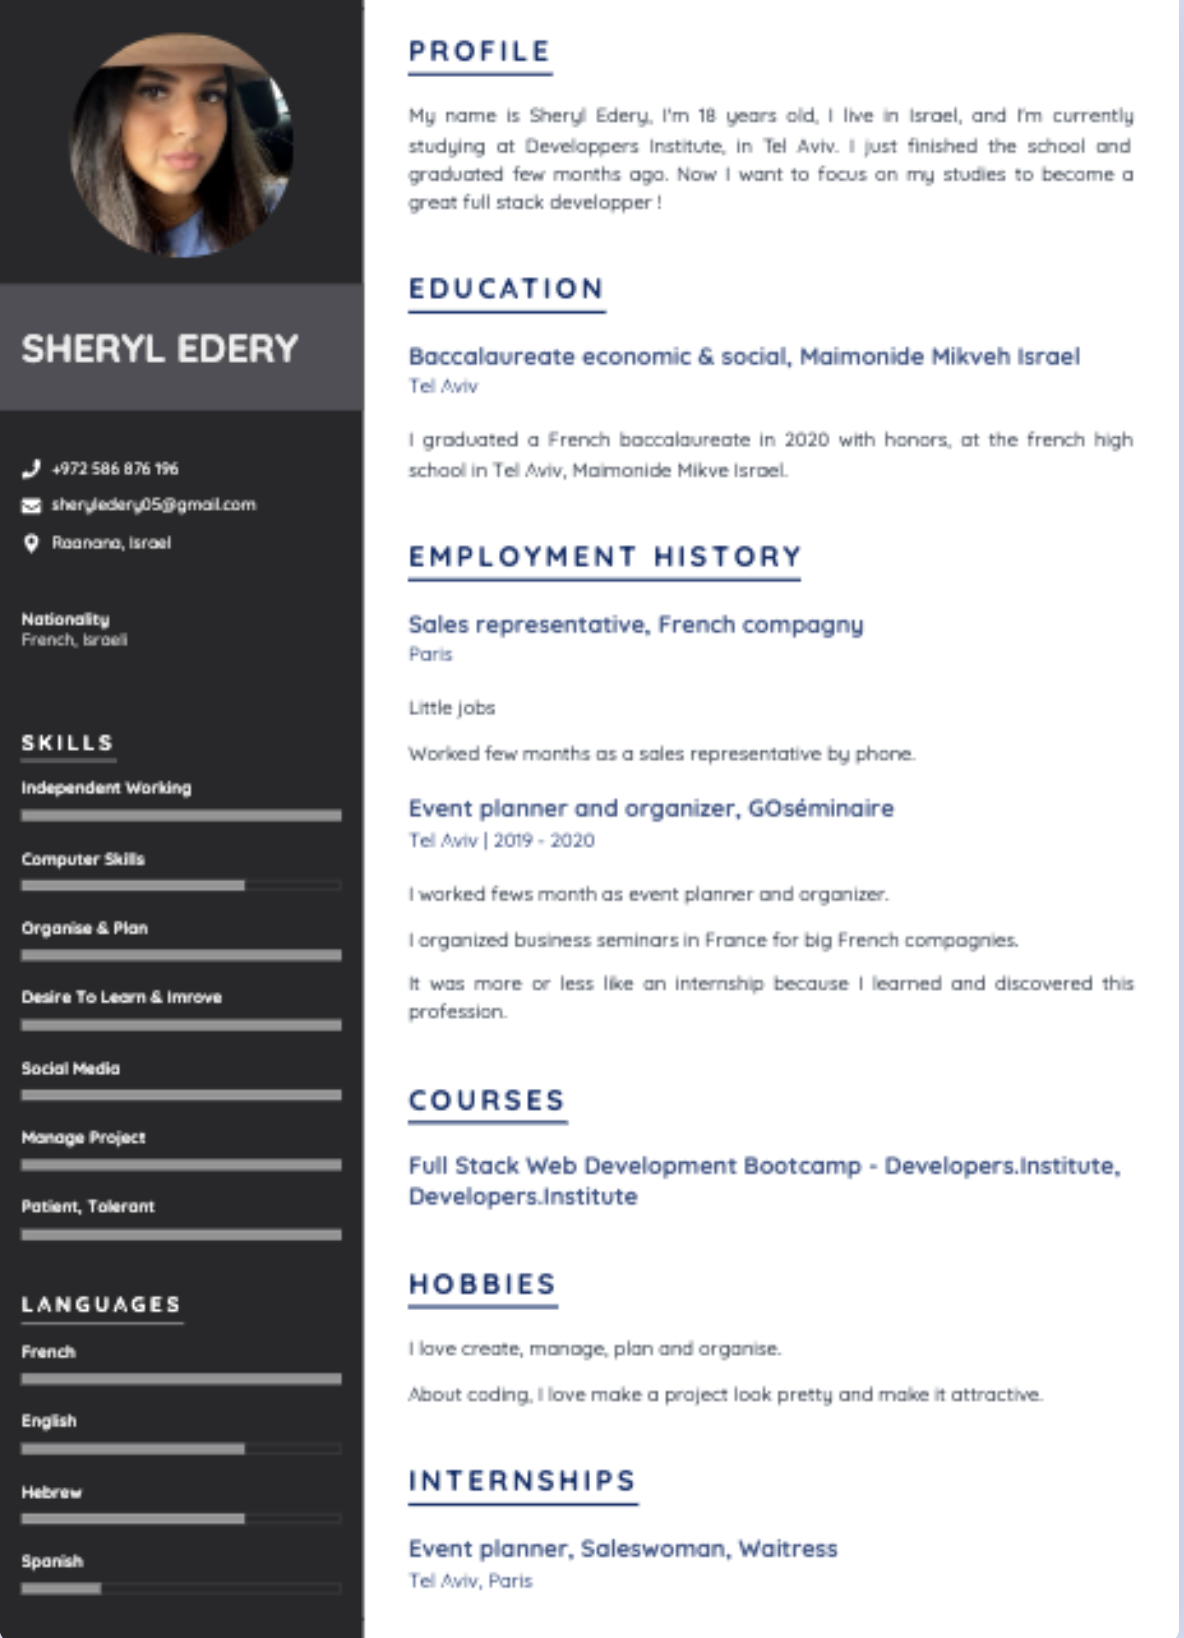 SHERYL EDERY
+972 586 876 196
sheryledery05@gmail.com
Raanana, Israel
Nationality
French, Israeli
SKILLS
Independent Working
Computer Skills
Organise & Plan
Desire To Learn & Imrove
Social Media
Manage Project
Patient, Tolerant
LANGUAGES
French
English
Hebrew
Spanish
PROFILE
My name is Sheryl Edery, I'm 18 years old, I live in Israel, and I'm currently
studying at Developpers Institute, in Tel Aviv. I just finished the school and
graduated few months ago. Now I want to focus on my studies to become a
great full stack developper !
EDUCATION
Baccalaureate economic & social, Maimonide Mikveh Israel
Tel Aviv
I graduated a French baccalaureate in 2020 with honors, at the french high
school in Tel Aviv, Maimonide Mikve Israel.
EMPLOYMENT HISTORY
Sales representative, French compagny
Paris
Little jobs
Worked few months as a sales representative by phone.
Event planner and organizer, GOséminaire
Tel Aviv | 2019 - 2020
I worked fews month as event planner and organizer.
I organized business seminars in France for big French compagnies.
It was more or less like an internship because I learned and discovered this
profession.
COURSES
Full Stack Web Development Bootcamp - Developers.Institute,
Developers.Institute
HOBBIES
I love create, manage, plan and organise.
About coding, I love make a project look pretty and make it attractive.
INTERNSHIPS
Event planner, Saleswoman, Waitress
Tel Aviv, Paris